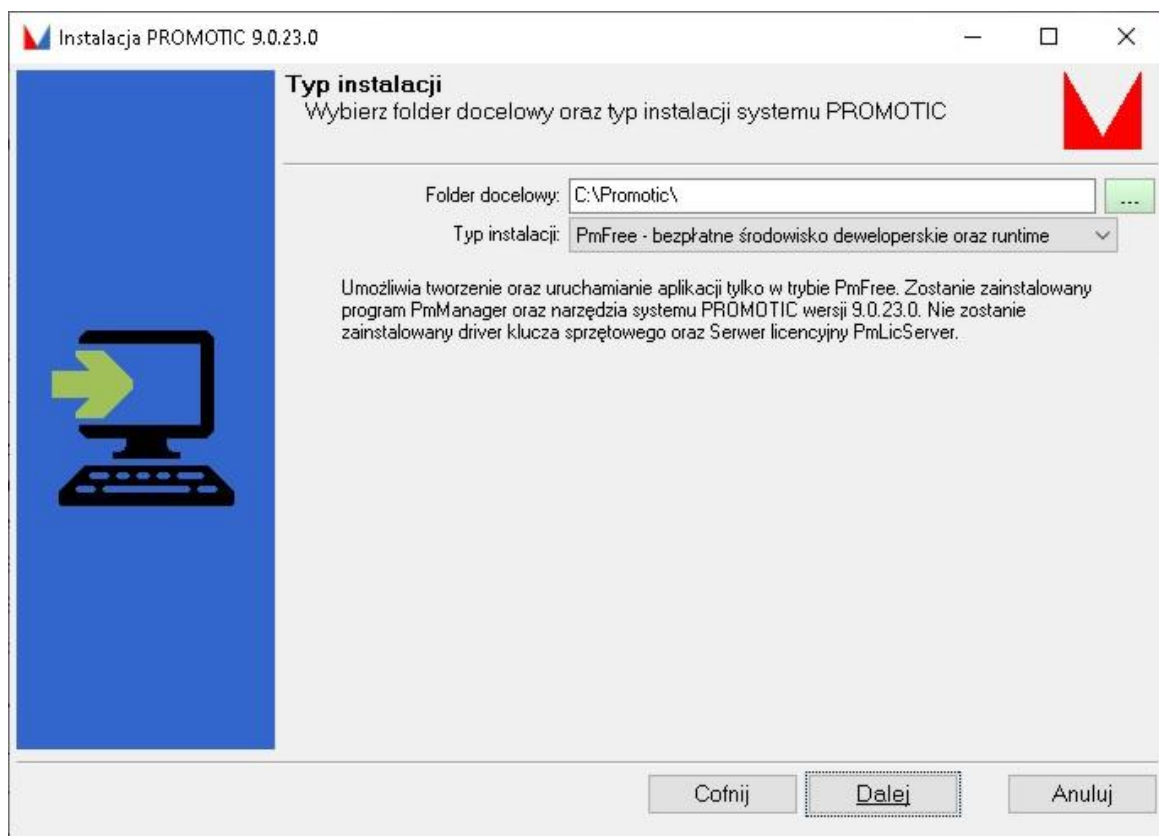 Instalacja PROMOTIC 9.0.23.0
Typ instalacji
Wybierz folder docelowy oraz typ instalacji systemu PROMOTIC
Folder docelowy: C:\Promotic\ ...
Typ instalacji: PmFree - bezpłatne środowisko deweloperskie oraz runtime
Umożliwia tworzenie oraz uruchamianie aplikacji tylko w trybie PmFree. Zostanie zainstalowany
program PmManager oraz narzędzia systemu PROMOTIC wersji 9.0.23.0. Nie zostanie
zainstalowany driver klucza sprzętowego oraz Serwer licencyjny PmLicServer.
Cofnij Dalej Anuluj